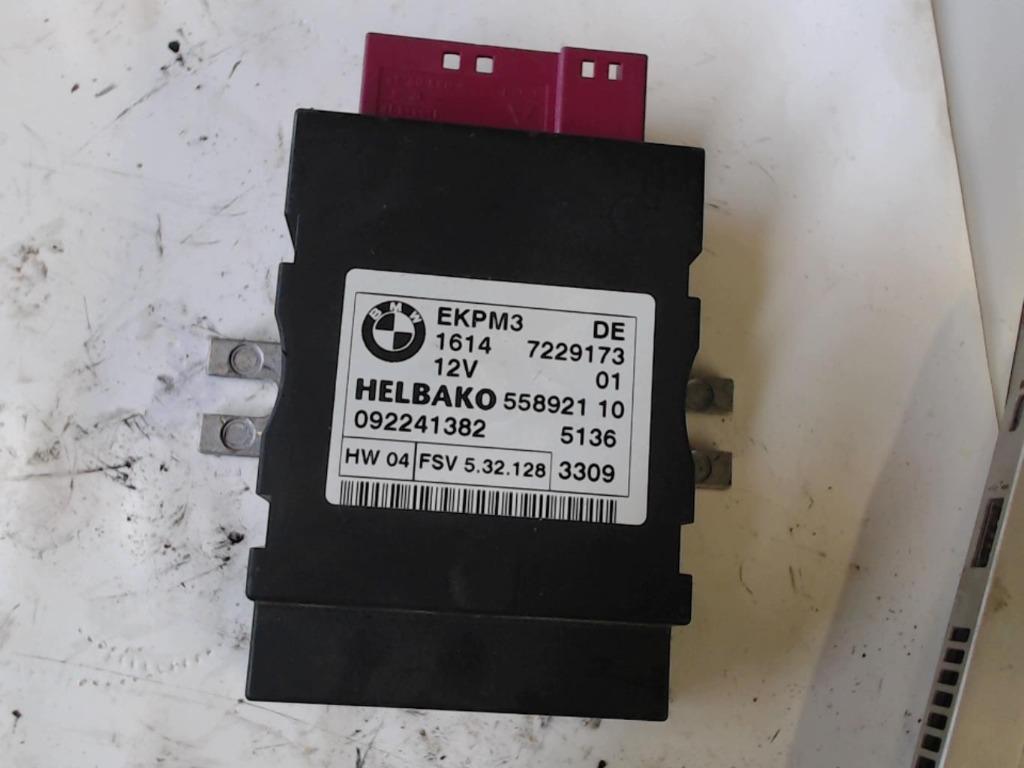 BMW
EKPM3 DE
1614 7229173
12V 01
HELBAKO 558921 10
092241382 5136
HW 04 FSV 5.32.128 3309